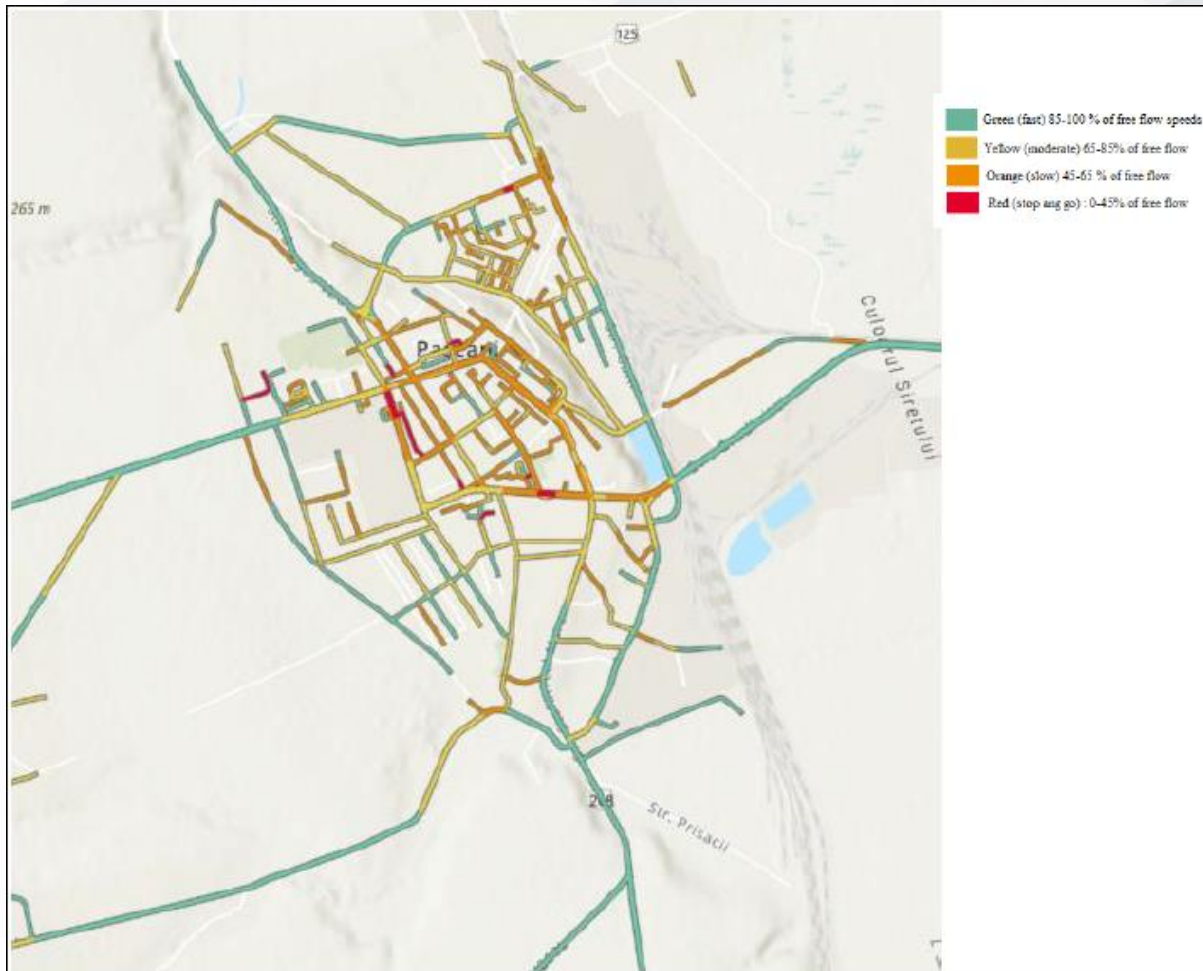 125
Green (fast) 85-100 % of free flow speeds
Yellow (moderate) 65-85% of free flow
Orange (slow) 45-65 % of free flow
Red (stop ang go) : 0-45% of free flow
265 m
Culoarul Siretului
208
Str. Prisacii